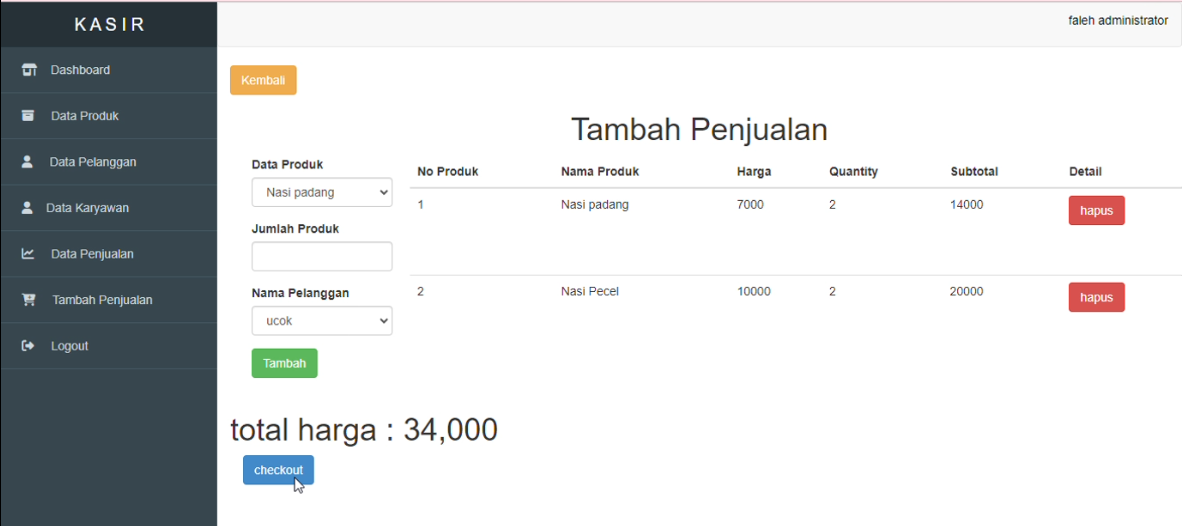 KASIR
faleh administrator
Dashboard
Data Produk
Data Pelanggan
Data Karyawan
Data Penjualan
Tambah Penjualan
Logout
Kembali
Tambah Penjualan
Data Produk
Nasi padang
Jumlah Produk
Nama Pelanggan
ucok
Tambah
No Produk Nama Produk Harga Quantity Subtotal Detail
1 Nasi padang 7000 2 14000 hapus
2 Nasi Pecel 10000 2 20000 hapus
total harga : 34,000
checkout